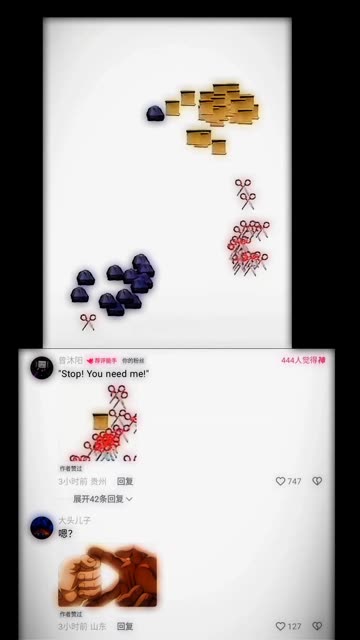 曾沐阳 荐评能手 你的粉丝 444人觉得神
"Stop! You need me!"
作者赞过
3小时前 贵州 回复 747
展开42条回复
大头儿子
嗯?
作者赞过
3小时前 山东 回复 127